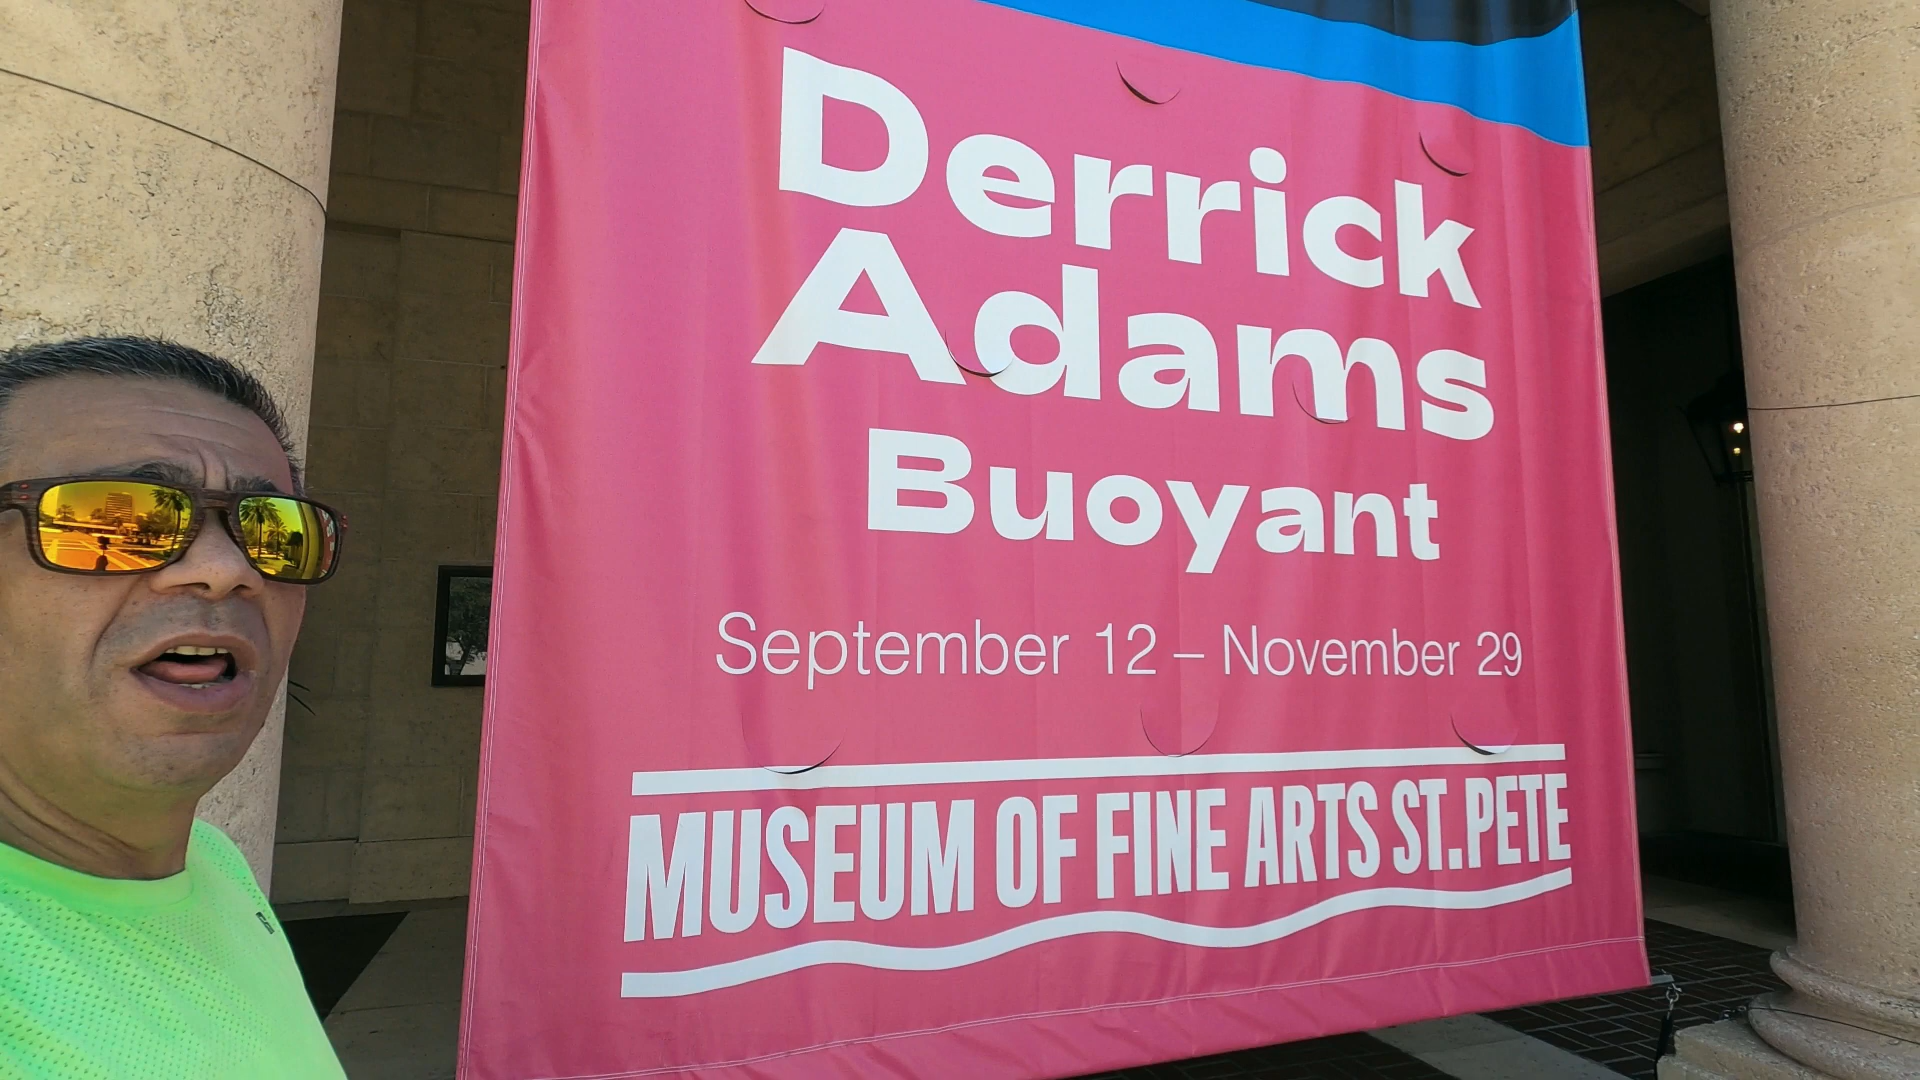 Derrick
Adams
Buoyant
September 12 – November 29
MUSEUM OF FINE ARTS ST.PETE